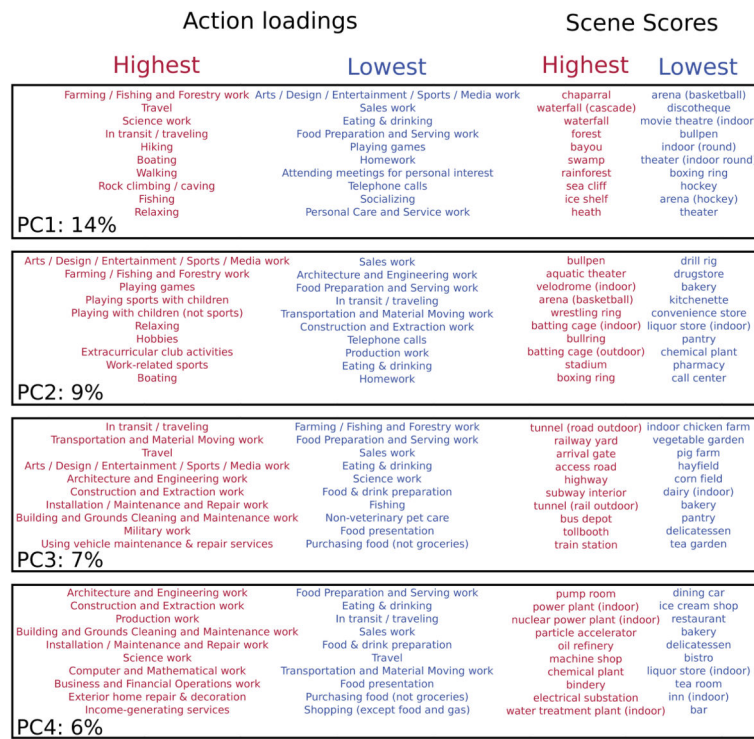 Action loadings Scene Scores
Highest Lowest Highest Lowest
Farming / Fishing and Forestry work Arts / Design / Entertainment / Sports / Media work chaparral arena (basketball)
Travel Sales work waterfall (cascade) discotheque
Science work Eating & drinking waterfall movie theatre (indoor
In transit / traveling Food Preparation and Serving work forest bullpen
Hiking Playing games bayou indoor (round)
Boating Homework swamp theater (indoor round
Walking Attending meetings for personal interest rainforest boxing ring
Rock climbing / caving Telephone calls sea cliff hockey
Fishing Socializing ice shelf arena (hockey)
Relaxing Personal Care and Service work heath theater
PC1: 14%
Arts / Design / Entertainment / Sports / Media work Sales work bullpen drill rig
Farming / Fishing and Forestry work Architecture and Engineering work aquatic theater drugstore
Playing games Food Preparation and Serving work velodrome (indoor) bakery
Playing sports with children In transit / traveling arena (basketball) kitchenette
Playing with children (not sports) Transportation and Material Moving work wrestling ring convenience store
Relaxing Construction and Extraction work batting cage (indoor) liquor store (indoor)
Hobbies Telephone calls bullring pantry
Extracurricular club activities Production work batting cage (outdoor) chemical plant
Work-related sports Eating & drinking stadium pharmacy
Boating Homework boxing ring call center
PC2: 9%
In transit / traveling Farming / Fishing and Forestry work tunnel (road outdoor) indoor chicken farm
Transportation and Material Moving work Food Preparation and Serving work railway yard vegetable garden
Travel Sales work arrival gate pig farm
Arts / Design / Entertainment / Sports / Media work Eating & drinking access road hayfield
Architecture and Engineering work Science work highway corn field
Construction and Extraction work Food & drink preparation subway interior dairy (indoor)
Installation / Maintenance and Repair work Fishing tunnel (rail outdoor) bakery
Building and Grounds Cleaning and Maintenance work Non-veterinary pet care bus depot pantry
Military work Food presentation tollbooth delicatessen
Using vehicle maintenance & repair services Purchasing food (not groceries) train station tea garden
PC3: 7%
Architecture and Engineering work Food Preparation and Serving work pump room dining car
Construction and Extraction work Eating & drinking power plant (indoor) ice cream shop
Production work In transit / traveling nuclear power plant (indoor) restaurant
Building and Grounds Cleaning and Maintenance work Sales work particle accelerator bakery
Installation / Maintenance and Repair work Food & drink preparation oil refinery delicatessen
Science work Travel machine shop bistro
Computer and Mathematical work Transportation and Material Moving work chemical plant liquor store (indoor)
Business and Financial Operations work Food presentation bindery tea room
Exterior home repair & decoration Purchasing food (not groceries) electrical substation inn (indoor)
Income-generating services Shopping (except food and gas) water treatment plant (indoor) bar
PC4: 6%